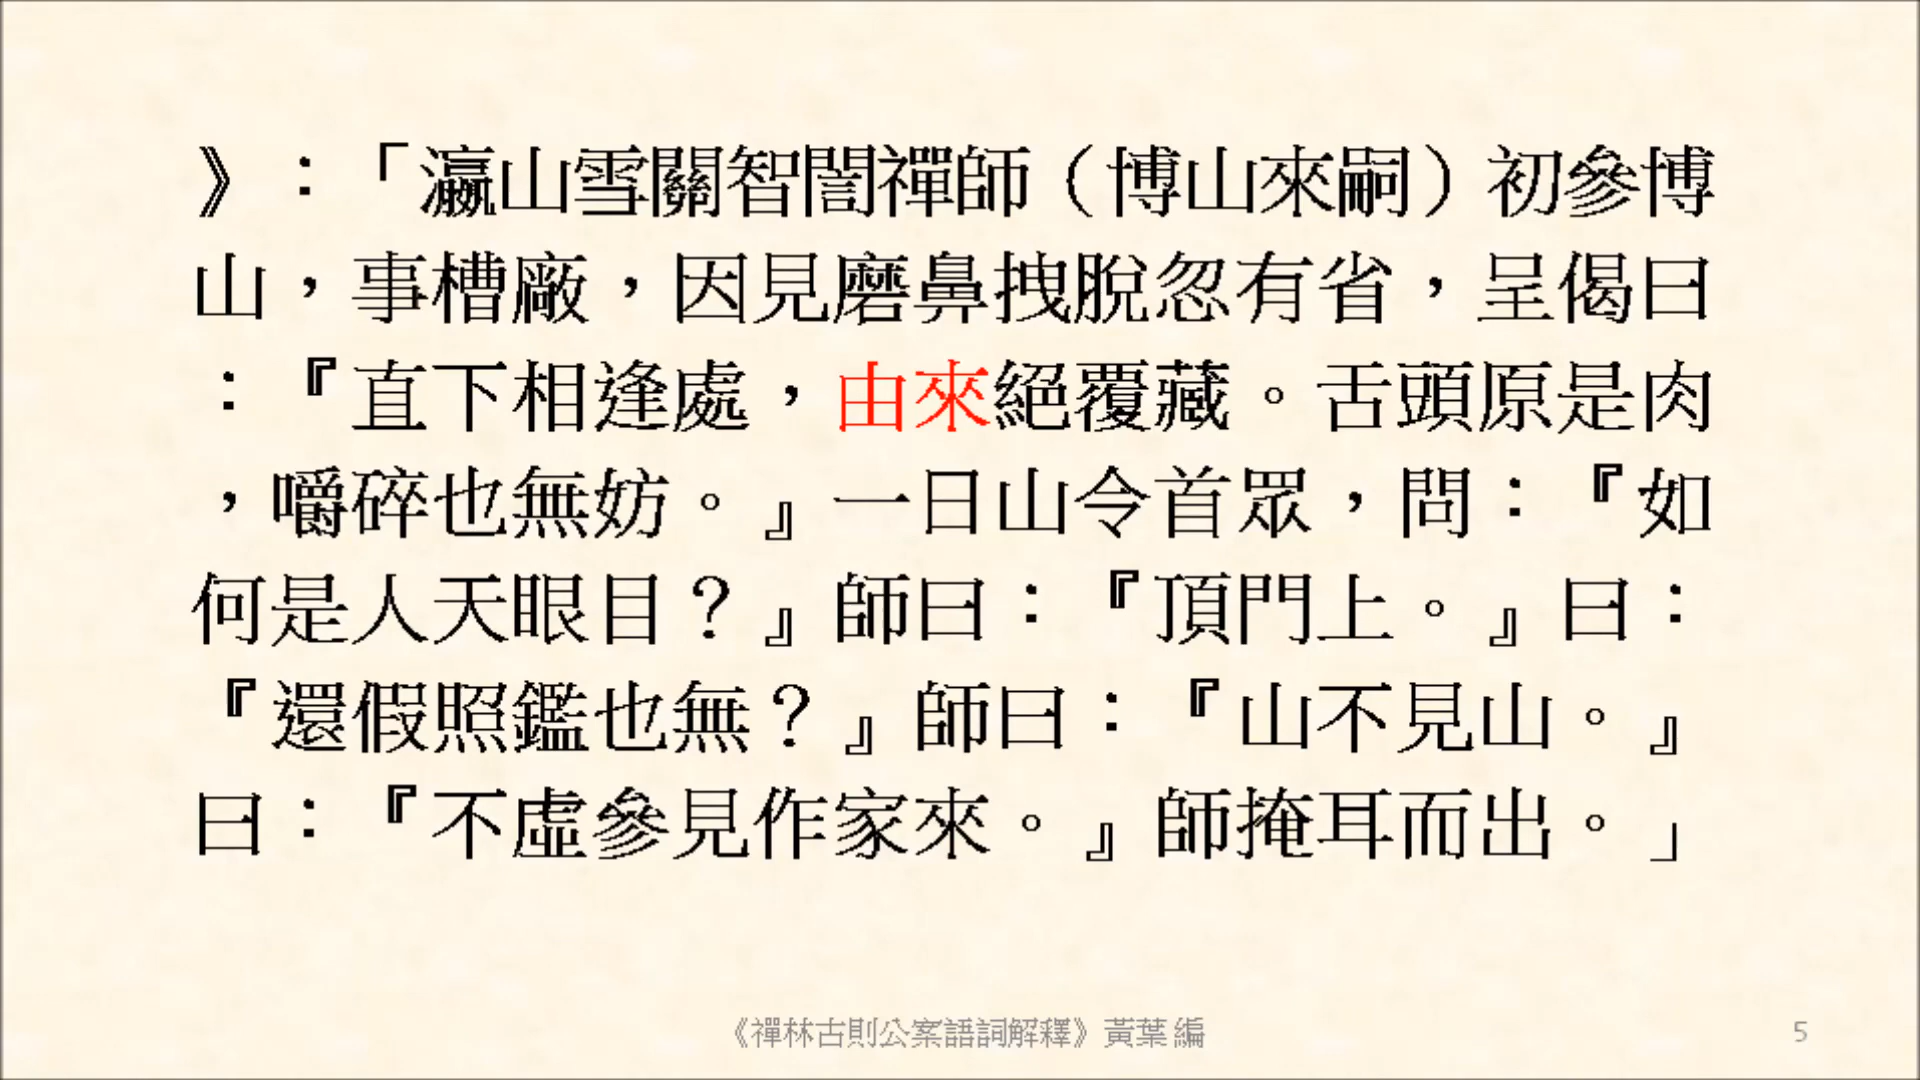 》：「瀛山雪關智誾禪師（博山來嗣）初參博
山，事槽廠，因見磨鼻拽脫忽有省，呈偈曰
：『直下相逢處，由來絕覆藏。舌頭原是肉
，嚼碎也無妨。』一日山令首眾，問：『如
何是人天眼目？』師曰：『頂門上。』曰：
『還假照鑑也無？』師曰：『山不見山。』
曰：『不虛參見作家來。』師掩耳而出。」
《禪林古則公案語詞解釋》黃葉 編
5